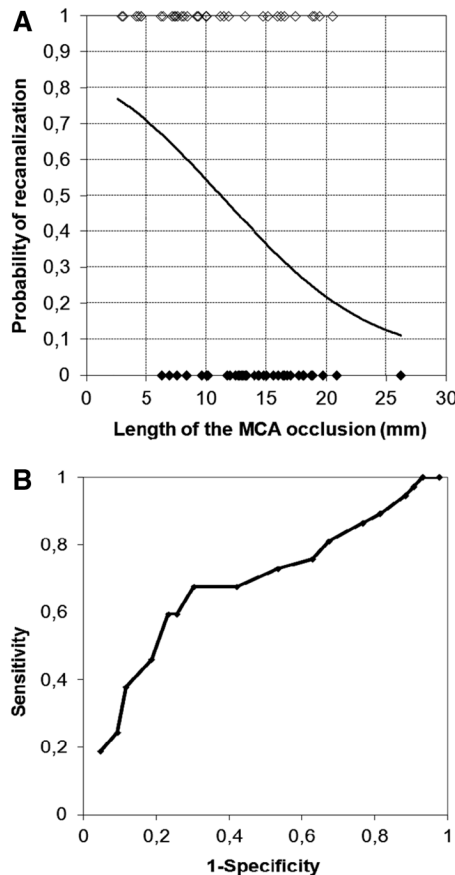 A
1
0,9
0,8
0,7
0,6
0,5
0,4
0,3
0,2
0,1
0
Probability of recanalization
0 5 10 15 20 25 30
Length of the MCA occlusion (mm)
B
1
0,8
0,6
0,4
0,2
0
Sensitivity
0 0,2 0,4 0,6 0,8 1
1-Specificity